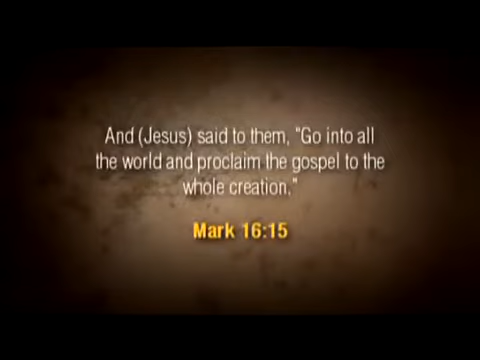 And (Jesus) said to them, "Go into all
the world and proclaim the gospel to the
whole creation."
Mark 16:15